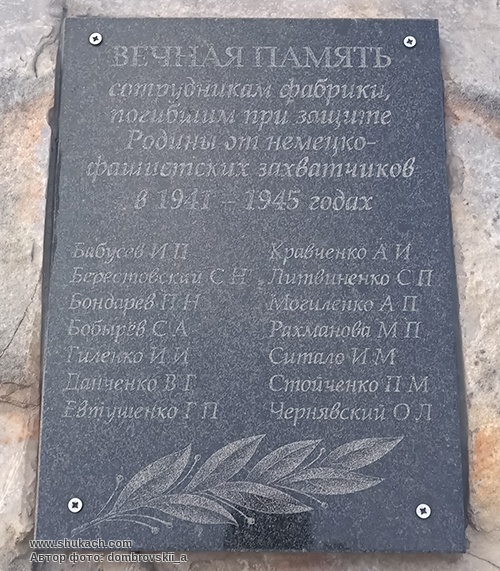 ВЕЧНАЯ ПАМЯТЬ
сотрудникам фабрики,
погибшим при защите
Родины от немецко-
фашистских захватчиков
в 1941 – 1945 годах
Бабусев И П
Берестовский С Н
Бондарев П Н
Бобырёв С А
Гиленко И И
Данченко В Г
Евтушенко Г П
Кравченко А И
Литвиненко С П
Могиленко А П
Рахманова М П
Ситало И М
Стойченко П М
Чернявский О Л
www.shukach.com
Автор фото: dombrovskii_a